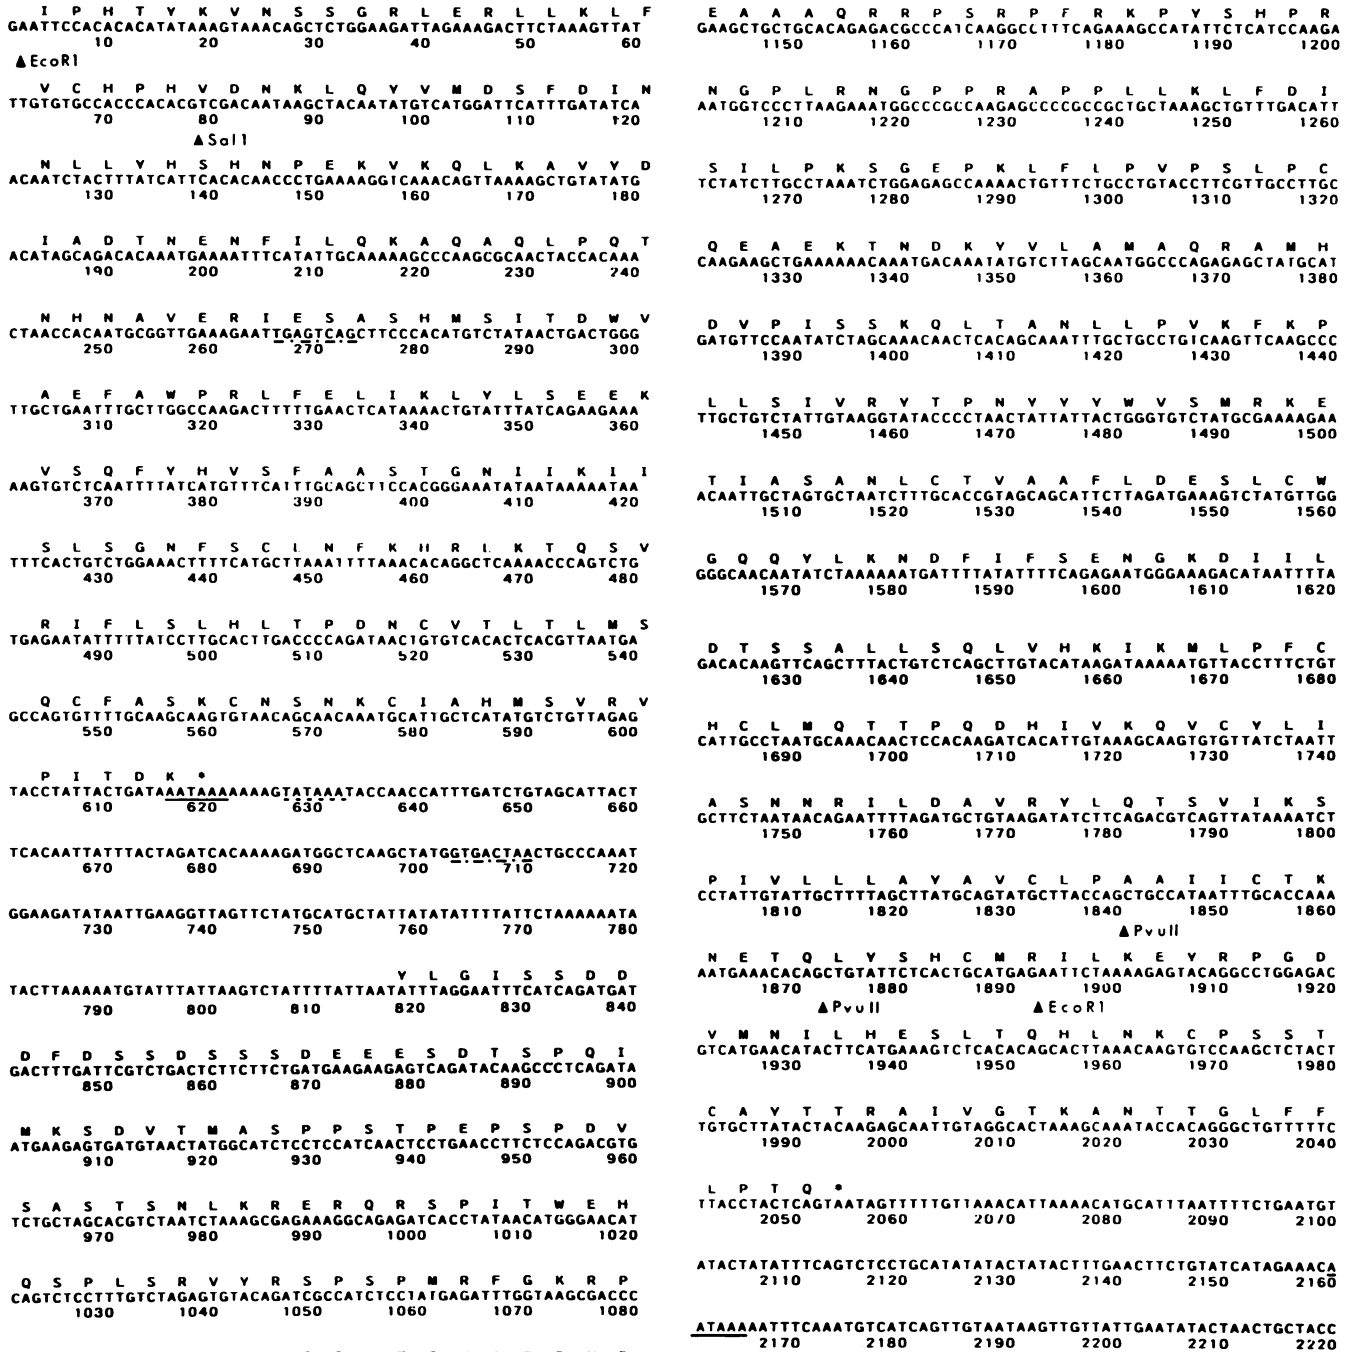 I P H T Y K V N S S G R L E R L L K L F
GAATTCCACACACATATAAAGTAAACAGCTCTGGAAGATTAGAAAGACTTCTAAAGTTAT
10 20 30 40 50 60
▲EcoR1
V C H P H V D N K L Q Y V M D S F D I N
TTGTGTGCCACCCACACGTCGACAATAAGCTACAATATGTCATGGATTCATTTGATATCA
70 80 90 100 110 120
▲Sal1
N L L Y H S H N P E K V K Q L K A V Y D
ACAATCTACTTTATCATTCACACAACCCTGAAAAGGTCAAACAGTTAAAAGCTGTATATG
130 140 150 160 170 180
I A D T N E N F I L Q K A Q A Q L P Q T
ACATAGCAGACACAAATGAAAATTTCATATTGCAAAAAGCCCAAGCGCAACTACCACAAA
190 200 210 220 230 240
N H N A V E R I E S A S H M S I T D W V
CTAACCACAATGCGGTTGAAAGAATTGAGTCAGCTTCCCACATGTCTATAACTGACTGGG
250 260 270 280 290 300
A E F A W P R L F E L I K L Y L S E E K
TTGCTGAATTTGCTTGGCCAAGACTTTTTGAACTCATAAAACTGTATTTATCAGAAGAAA
310 320 330 340 350 360
V S Q F Y H V S F A A S T G N I I K I I
AAGTGTCTCAATTTTATCATGTTTCATTTGCAGCTTCCACGGGAAATATAATAAAAATAA
370 380 390 400 410 420
S L S G N F S C L N F K H R L K T Q S V
TTTCACTGTCTGGAAACTTTTCATGCTTAAATTTTAAACACAGGCTCAAAACCCAGTCTG
430 440 450 460 470 480
R I F L S L H L T P D N C V T L T L M S
TGAGAATATTTTTATCCTTGCACTTGACCCCAGATAACTGTGTCACACTCACGTTAATGA
490 500 510 520 530 540
Q C F A S K C N S N K C I A H M S V R V
GCCAGTGTTTTGCAAGCAAGTGTAACAGCAACAAATGCATTGCTCATATGTCTGTTAGAG
550 560 570 580 590 600
P I T D K *
TACCTATTACTGATAAATAAAAAAAGTATAAATACCAACCATTTGATCTGTAGCATTACT
610 620 630 640 650 660
TCACAATTATTTACTAGATCACAAAAGATGGCTCAAGCTATGGTGACTAACTGCCCAAAT
670 680 690 700 710 720
GGAAGATATAATTGAAGGTTAGTTCTATGCATGCTATTATATATTTTATTCTAAAAAATA
730 740 750 760 770 780
Y L G I S S D D
TACTTAAAAATGTATTTATTAAGTCTATTTTATTAATATTTAGGAATTTCATCAGATGAT
790 800 810 820 830 840
D F D S S D S S S D E E E S D T S P Q I
GACTTTGATTCGTCTGACTCTTCTTCTGATGAAGAAGAGTCAGATACAAGCCCTCAGATA
850 860 870 880 890 900
M K S D V T M A S P P S T P E P S P D V
ATGAAGAGTGATGTAACTATGGCATCTCCTCCATCAACTCCTGAACCTTCTCCAGACGTG
910 920 930 940 950 960
S A S T S N L K R E R Q R S P I T W E H
TCTGCTAGCACGTCTAATCTAAAGCGAGAAAGGCAGAGATCACCTATAACATGGGAACAT
970 980 990 1000 1010 1020
Q S P L S R V Y R S P S P M R F G K R P
CAGTCTCCTTTGTCTAGAGTGTACAGATCGCCATCTCCTATGAGATTTGGTAAGCGACCC
1030 1040 1050 1060 1070 1080
E A A A Q R R P S R P F R K P Y S H P R
GAAGCTGCTGCACAGAGACGCCCATCAAGGCCTTTCAGAAAGCCATATTCTCATCCAAGA
1150 1160 1170 1180 1190 1200
N G P L R N G P P R A P P L L K L F D I
AATGGTCCCTTAAGAAATGGCCCGCCAAGAGCCCCGCCGCTGCTAAAGCTGTTTGACATT
1210 1220 1230 1240 1250 1260
S I L P K S G E P K L F L P V P S L P C
TCTATCTTGCCTAAATCTGGAGAGCCAAAACTGTTTCTGCCTGTACCTTCGTTGCCTTGC
1270 1280 1290 1300 1310 1320
Q E A E K T N D K Y V L A M A Q R A M H
CAAGAAGCTGAAAAAACAAATGACAAATATGTCTTAGCAATGGCCCAGAGAGCTATGCAT
1330 1340 1350 1360 1370 1380
D V P I S S K Q L T A N L L P V K F K P
GATGTTCCAATATCTAGCAAACAACTCACAGCAAATTTGCTGCCTGTCAAGTTCAAGCCC
1390 1400 1410 1420 1430 1440
L L S I V R Y T P N Y Y Y W V S M R K E
TTGCTGTCTATTGTAAGGTATACCCCTAACTATTATTACTGGGTGTCTATGCGAAAAGAA
1450 1460 1470 1480 1490 1500
T I A S A N L C T V A A F L D E S L C W
ACAATTGCTAGTGCTAATCTTTGCACCGTAGCAGCATTCTTAGATGAAAGTCTATGTTGG
1510 1520 1530 1540 1550 1560
G Q Q Y L K N D F I F S E N G K D I I L
GGGCAACAATATCTAAAAAATGATTTTATATTTTCAGAGAATGGGAAAGACATAATTTTA
1570 1580 1590 1600 1610 1620
D T S S A L L S Q L V H K I K M L P F C
GACACAAGTTCAGCTTTACTGTCTCAGCTTGTACATAAGATAAAAATGTTACCTTTCTGT
1630 1640 1650 1660 1670 1680
H C L M Q T T P Q D H I V K Q V C Y L I
CATTGCCTAATGCAAACAACTCCACAAGATCACATTGTAAAGCAAGTGTGTTATCTAATT
1690 1700 1710 1720 1730 1740
A S N N R I L D A V R Y L Q T S V I K S
GCTTCTAATAACAGAATTTTAGATGCTGTAAGATATCTTCAGACGTCAGTTATAAAATCT
1750 1760 1770 1780 1790 1800
P I V L L L A Y A V C L P A A I I C T K
CCTATTGTATTGCTTTTAGCTTATGCAGTATGCTTACCAGCTGCCATAATTTGCACCAAA
1810 1820 1830 1840 1850 1860
▲PvuII
N E T Q L Y S H C M R I L K E Y R P G D
AATGAAACACAGCTGTATTCTCACTGCATGAGAATTCTAAAAGAGTACAGGCCTGGAGAC
1870 1880 1890 1900 1910 1920
▲PvuII ▲EcoR1
V M N I L H E S L T Q H L N K C P S S T
GTCATGAACATACTTCATGAAAGTCTCACACAGCACTTAAACAAGTGTCCAAGCTCTACT
1930 1940 1950 1960 1970 1980
C A Y T T R A I V G T K A N T T G L F F
TGTGCTTATACTACAAGAGCAATTGTAGGCACTAAAGCAAATACCACAGGGCTGTTTTTC
1990 2000 2010 2020 2030 2040
L P T Q *
TTACCTACTCAGTAATAGTTTTTGTTAAACATTAAAACATGCATTTAATTTTCTGAATGT
2050 2060 2070 2080 2090 2100
ATACTATATTTCAGTCTCCTGCATATATACTATACTTTGAACTTCTGTATCATAGAAACA
2110 2120 2130 2140 2150 2160
ATAAAAATTTCAAATGTCATCAGTTGTAATAAGTTGTTATTGAATATACTAACTGCTACC
2170 2180 2190 2200 2210 2220